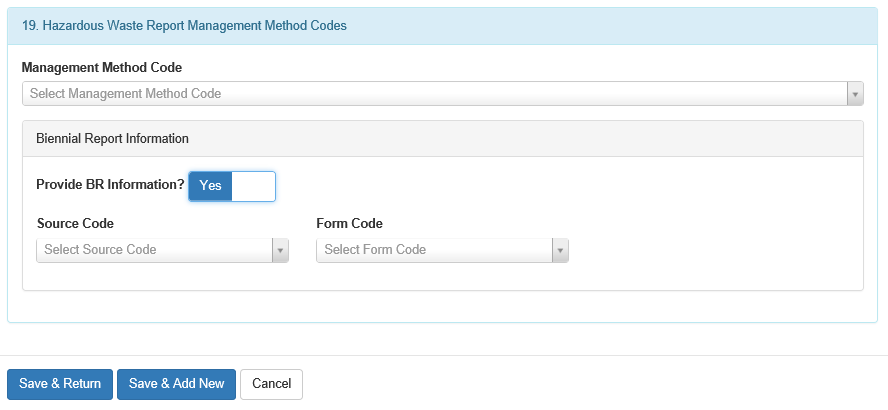 19. Hazardous Waste Report Management Method Codes
Management Method Code
Select Management Method Code
Biennial Report Information
Provide BR Information? Yes
Source Code Form Code
Select Source Code Select Form Code
Save & Return Save & Add New Cancel